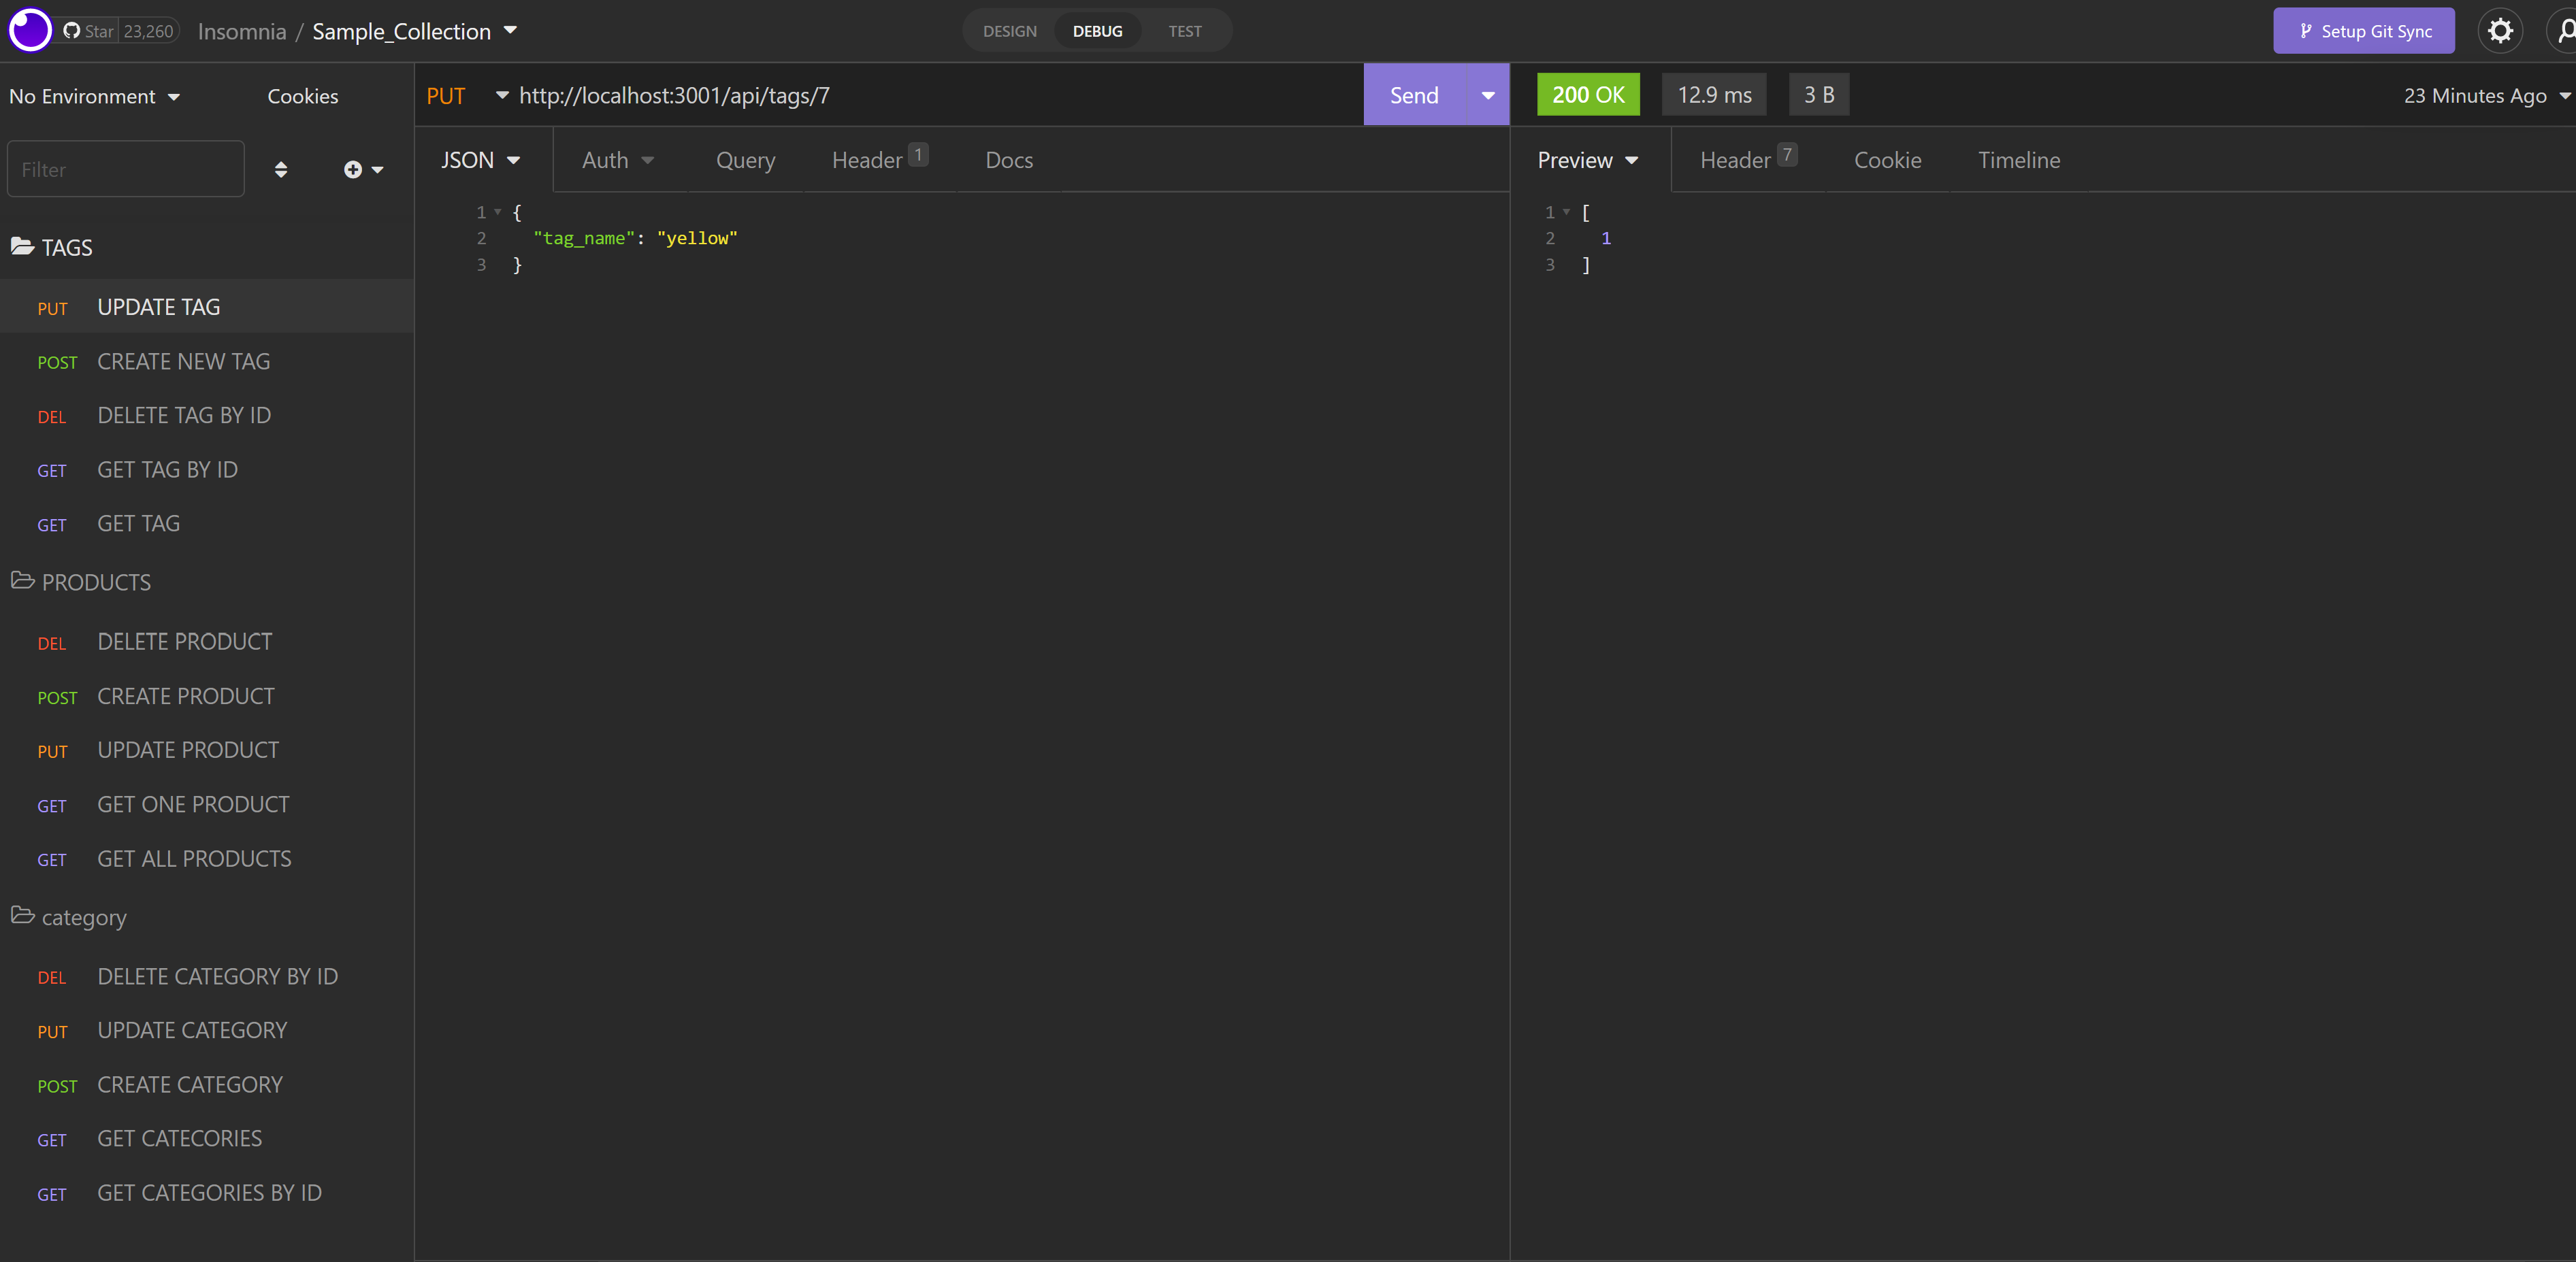 Star 23,260 Insomnia / Sample_Collection DESIGN DEBUG TEST Setup Git Sync
No Environment Cookies
Filter
TAGS
PUT UPDATE TAG
POST CREATE NEW TAG
DEL DELETE TAG BY ID
GET GET TAG BY ID
GET GET TAG
PRODUCTS
DEL DELETE PRODUCT
POST CREATE PRODUCT
PUT UPDATE PRODUCT
GET GET ONE PRODUCT
GET GET ALL PRODUCTS
category
DEL DELETE CATEGORY BY ID
PUT UPDATE CATEGORY
POST CREATE CATEGORY
GET GET CATECORIES
GET GET CATEGORIES BY ID
PUT http://localhost:3001/api/tags/7 Send
JSON Auth Query Header 1 Docs
1 {
2 "tag_name": "yellow"
3 }
200 OK 12.9 ms 3 B 23 Minutes Ago
Preview Header 7 Cookie Timeline
1 [
2 1
3 ]